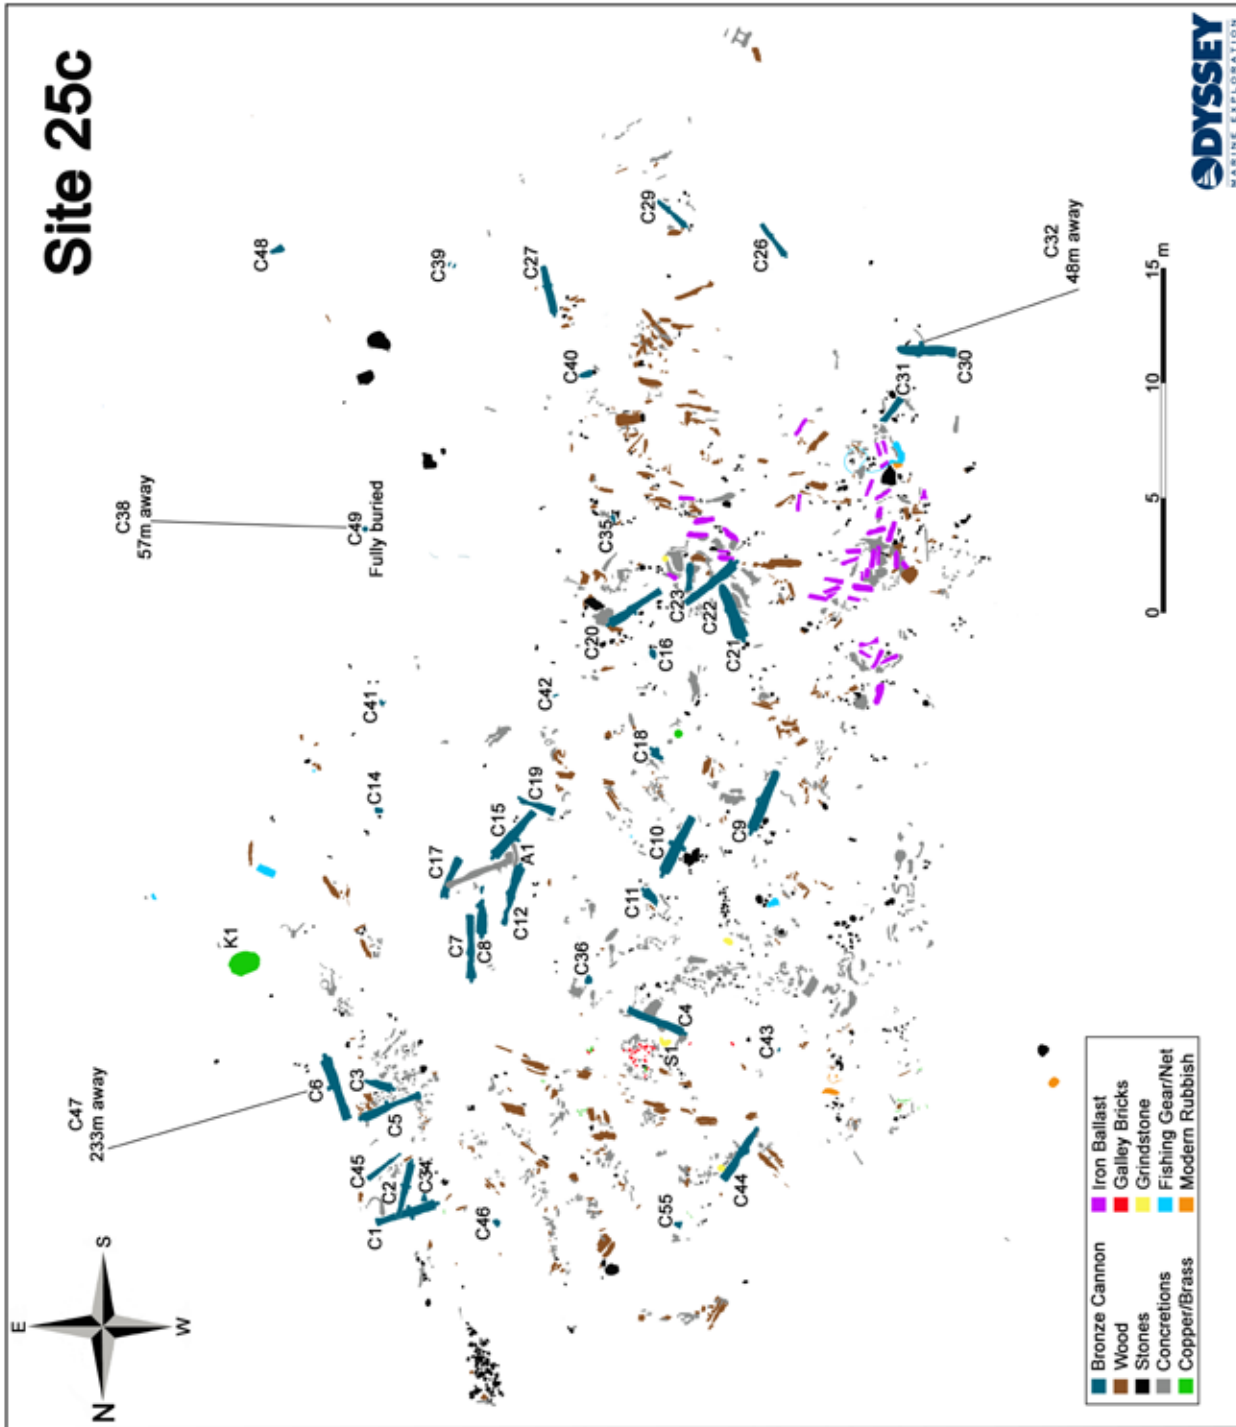 Site 25c
ODYSSEY
MARINE EXPLORATION
C48
C39
C27
C29
C26
C32
48m away
C40
C31
C30
C38
57m away
C49
Fully buried
C35
C20
C23
C22
C21
C16
C41
C42
C14
C18
C19
C15
C17
A1
C10
C9
C11
C7
C8
C12
K1
C36
C4
S1
C43
C47
233m away
C6
C3
C5
C45
C2
C34
C1
C46
C44
C55
E
S
W
N
0
5
10
15
m
Bronze Cannon
Wood
Stones
Concretions
Copper/Brass
Iron Ballast
Galley Bricks
Grindstone
Fishing Gear/Net
Modern Rubbish